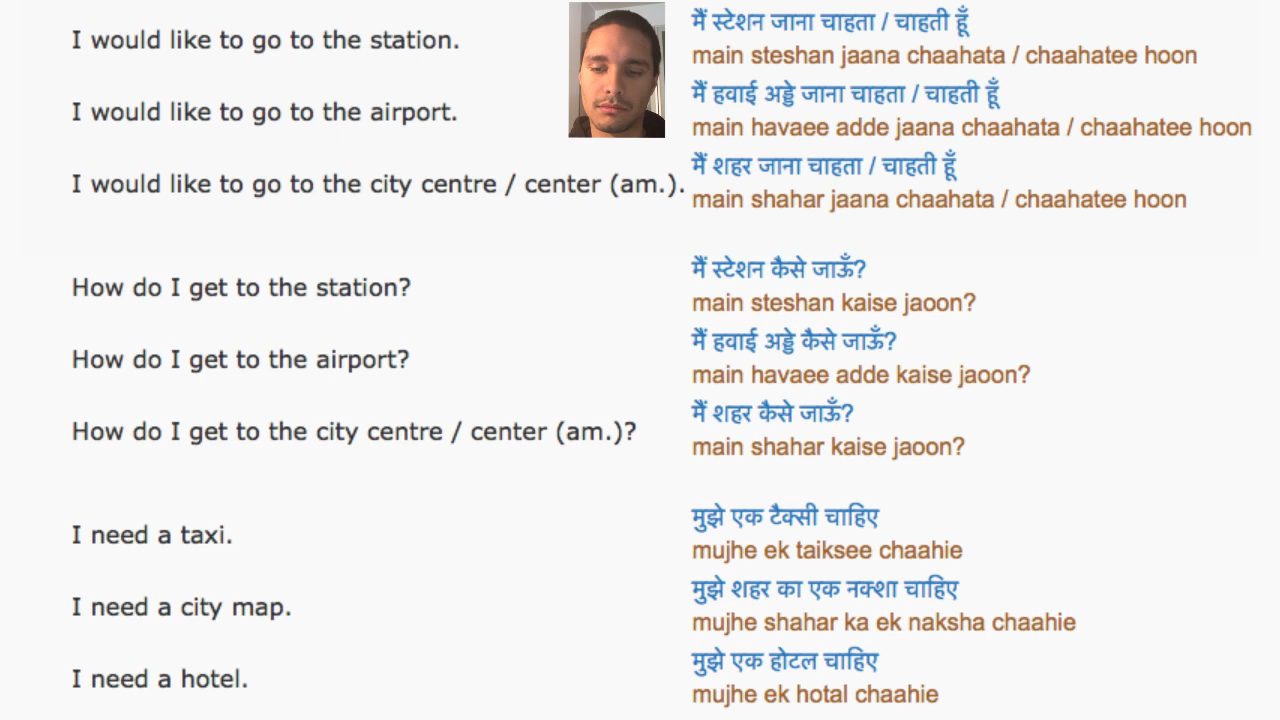 I would like to go to the station.
मैं स्टेशन जाना चाहता / चाहती हूँ
main steshan jaana chaahata / chaahatee hoon
I would like to go to the airport.
मैं हवाई अड्डे जाना चाहता / चाहती हूँ
main havaee adde jaana chaahata / chaahatee hoon
I would like to go to the city centre / center (am.).
मैं शहर जाना चाहता / चाहती हूँ
main shahar jaana chaahata / chaahatee hoon
How do I get to the station?
मैं स्टेशन कैसे जाऊँ?
main steshan kaise jaoon?
How do I get to the airport?
मैं हवाई अड्डे कैसे जाऊँ?
main havaee adde kaise jaoon?
How do I get to the city centre / center (am.)?
मैं शहर कैसे जाऊँ?
main shahar kaise jaoon?
I need a taxi.
मुझे एक टैक्सी चाहिए
mujhe ek taiksee chaahie
I need a city map.
मुझे शहर का एक नक्शा चाहिए
mujhe shahar ka ek naksha chaahie
I need a hotel.
मुझे एक होटल चाहिए
mujhe ek hotal chaahie